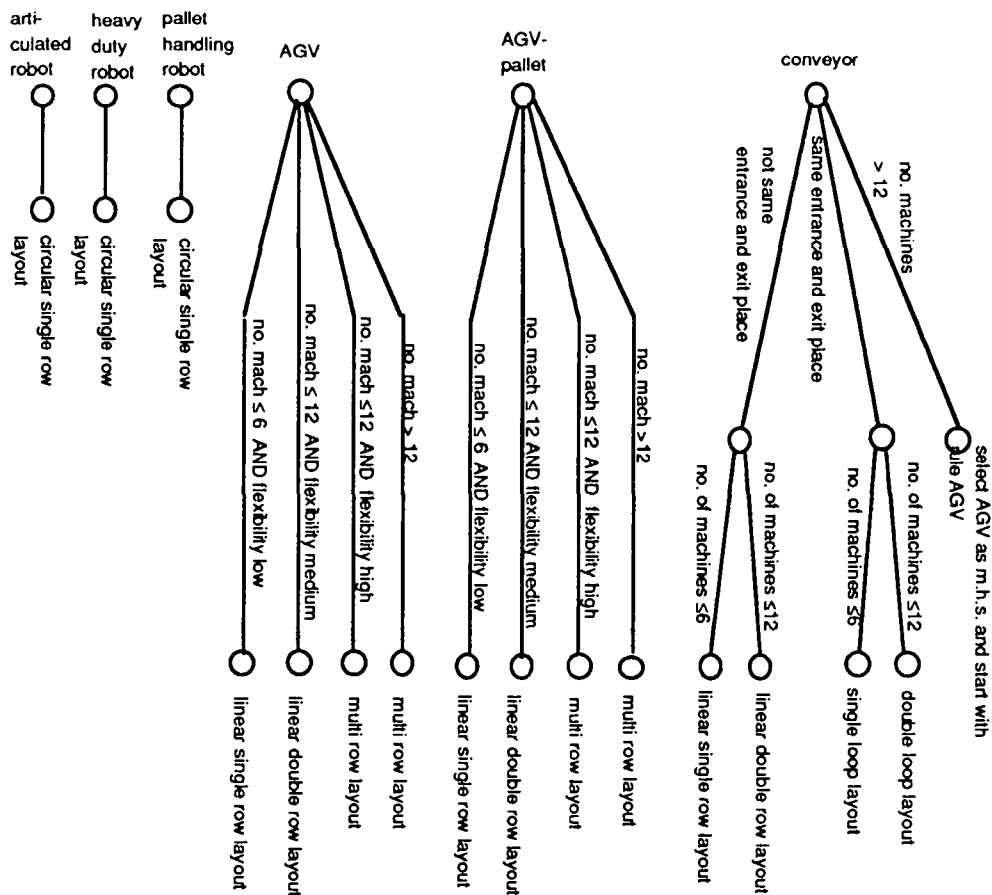 arti-
culated
robot
heavy
duty
robot
pallet
handling
robot
AGV
AGV-
pallet
conveyor
circular single row
layout
circular single row
layout
circular single row
layout
no. mach ≤ 6 AND flexibility low
no. mach ≤ 12 AND flexibility medium
no. mach ≤12 AND flexibility high
no. mach > 12
linear single row layout
linear double row layout
multi row layout
multi row layout
no. mach ≤ 6 AND flexibility low
no. mach ≤ 12 AND flexibility medium
no. mach ≤12 AND flexibility high
no. mach > 12
linear single row layout
linear double row layout
multi row layout
multi row layout
not same
entrance and exit place
same entrance and exit place
no. machines
> 12
no. of machines ≤6
no. of machines ≤12
no. of machines ≤6
no. of machines ≤12
select AGV as m.h.s. and start with
rule AGV
linear single row layout
linear double row layout
single loop layout
double loop layout